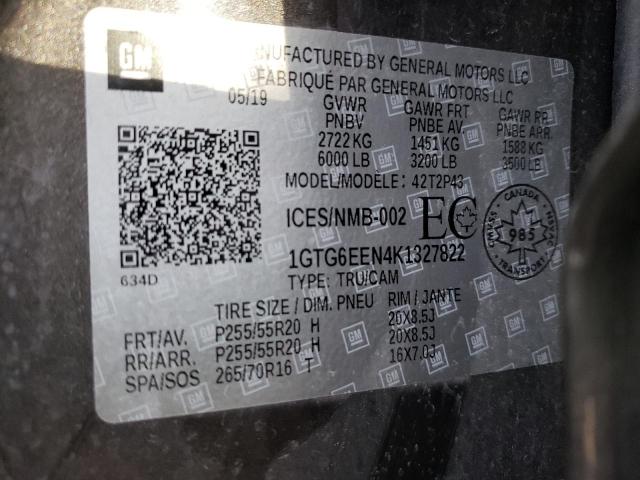 GM
MANUFACTURED BY GENERAL MOTORS LLC
FABRIQUÉ PAR GENERAL MOTORS LLC
05/19 GVWR GAWR FRT GAWR RR
PNBV PNBE AV. PNBE ARR.
2722 KG 1451 KG 1588 KG
6000 LB 3200 LB 3500 LB
MODEL/MODÈLE: 42T2P43
ICES/NMB-002 EC
CANADA
985
TRANSPORT
1GTG6EEN4K1327822
634D
TYPE: TRU/CAM
TIRE SIZE / DIM. PNEU RIM / JANTE
FRT/AV. P255/55R20 H 20X8.5J
RR/ARR. P255/55R20 H 20X8.5J
SPA/SOS 265/70R16 T 16X7.0J